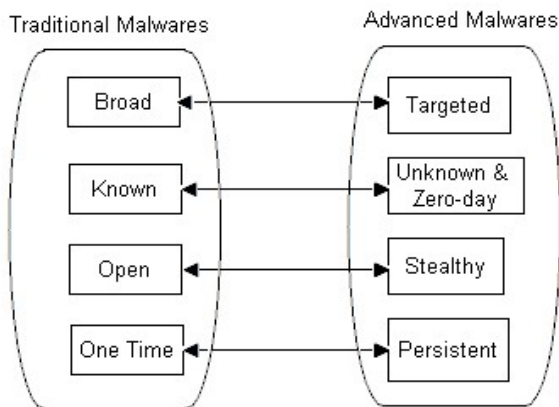 Traditional Malwares
Advanced Malwares
Broad
Targeted
Known
Unknown &
Zero-day
Open
Stealthy
One Time
Persistent